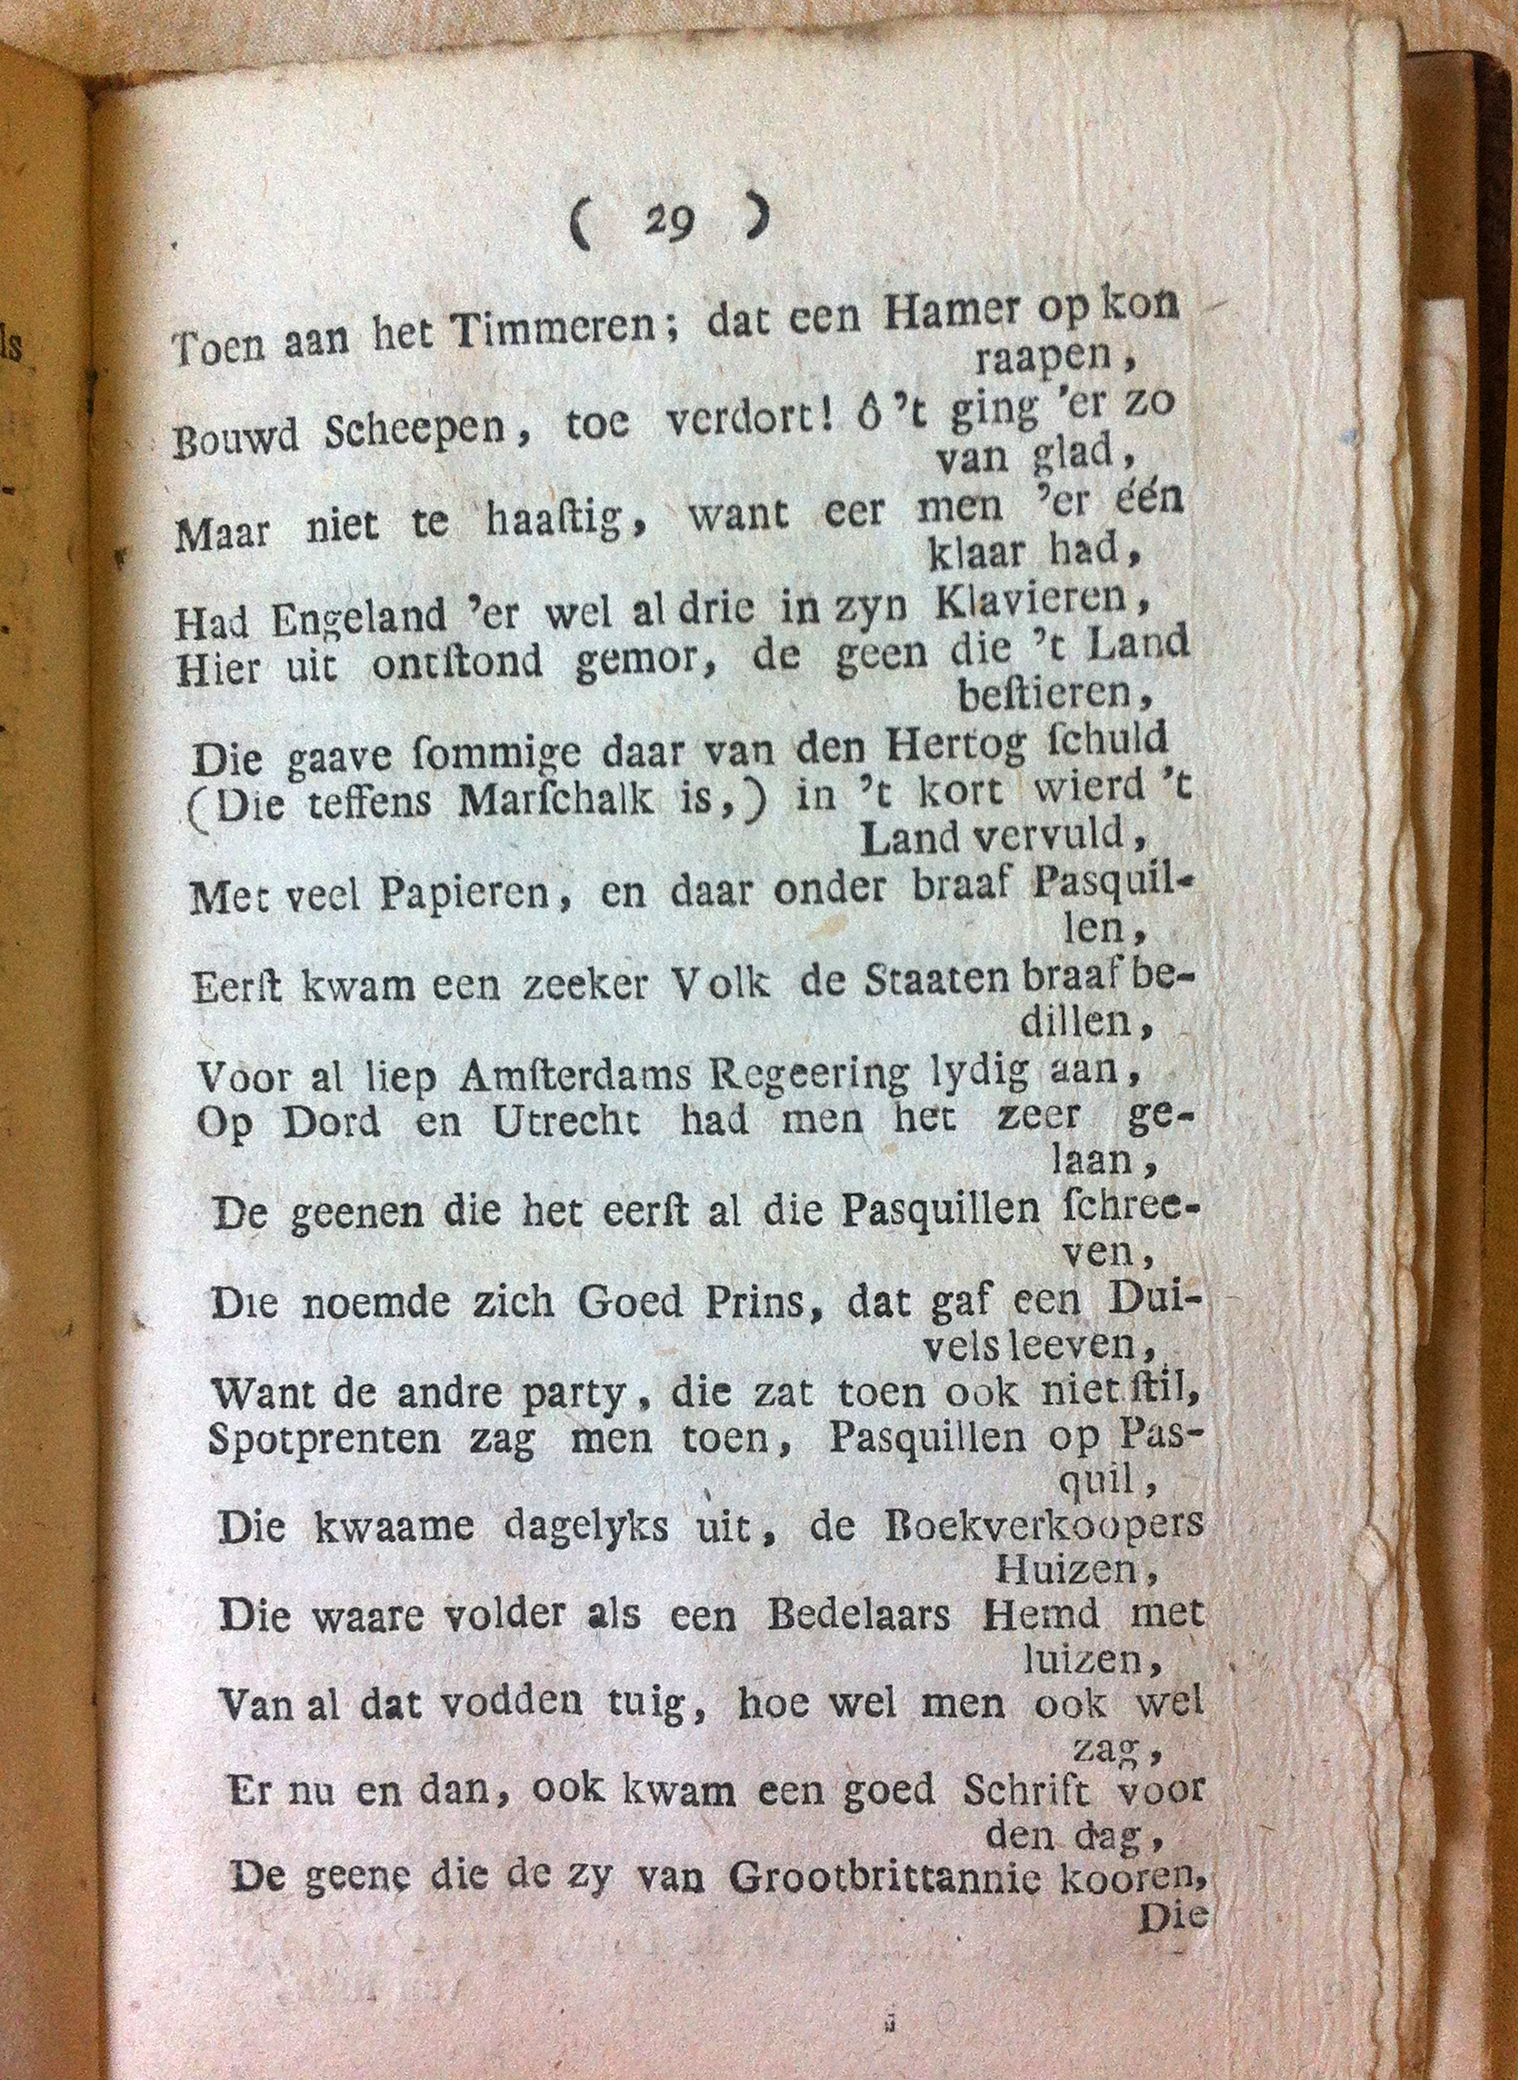 ls
( 29 )
Toen aan het Timmeren; dat een Hamer op kon
raapen,
Bouwd Scheepen, toe verdort! ô 't ging 'er zo
van glad,
Maar niet te haaſtig, want eer men 'er één
klaar had,
Had Engeland 'er wel al drie in zyn Klavieren,
Hier uit ontſtond gemor, de geen die 't Land
beſtieren,
Die gaave ſommige daar van den Hertog ſchuld
(Die teffens Marſchalk is,) in 't kort wierd 't
Land vervuld,
Met veel Papieren, en daar onder braaf Pasquil-
len,
Eerſt kwam een zeeker Volk de Staaten braaf be-
dillen,
Voor al liep Amſterdams Regeering lydig aan,
Op Dord en Utrecht had men het zeer ge-
laan,
De geenen die het eerſt al die Pasquillen ſchree-
ven,
Die noemde zich Goed Prins, dat gaf een Dui-
vels leeven,
Want de andre party, die zat toen ook niet ſtil,
Spotprenten zag men toen, Pasquillen op Pas-
quil,
Die kwaame dagelyks uit, de Boekverkoopers
Huizen,
Die waare volder als een Bedelaars Hemd met
luizen,
Van al dat vodden tuig, hoe wel men ook wel
zag,
Er nu en dan, ook kwam een goed Schrift voor
den dag,
De geene die de zy van Grootbrittannie kooren,
Die